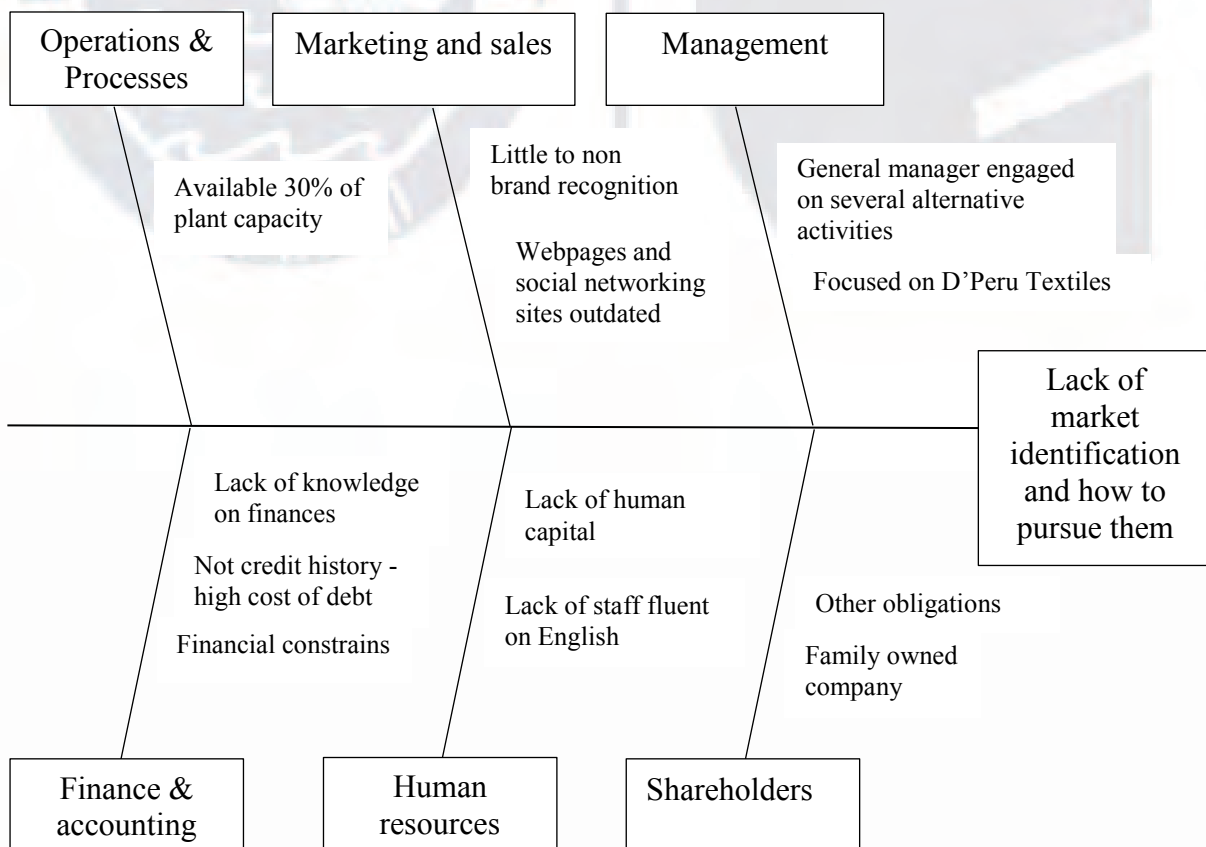 Operations &
Processes
Marketing and sales
Management
Available 30% of
plant capacity
Little to non
brand recognition
Webpages and
social networking
sites outdated
General manager engaged
on several alternative
activities
Focused on D’Peru Textiles
Lack of
market
identification
and how to
pursue them
Lack of knowledge
on finances
Not credit history -
high cost of debt
Financial constrains
Lack of human
capital
Lack of staff fluent
on English
Other obligations
Family owned
company
Finance &
accounting
Human
resources
Shareholders